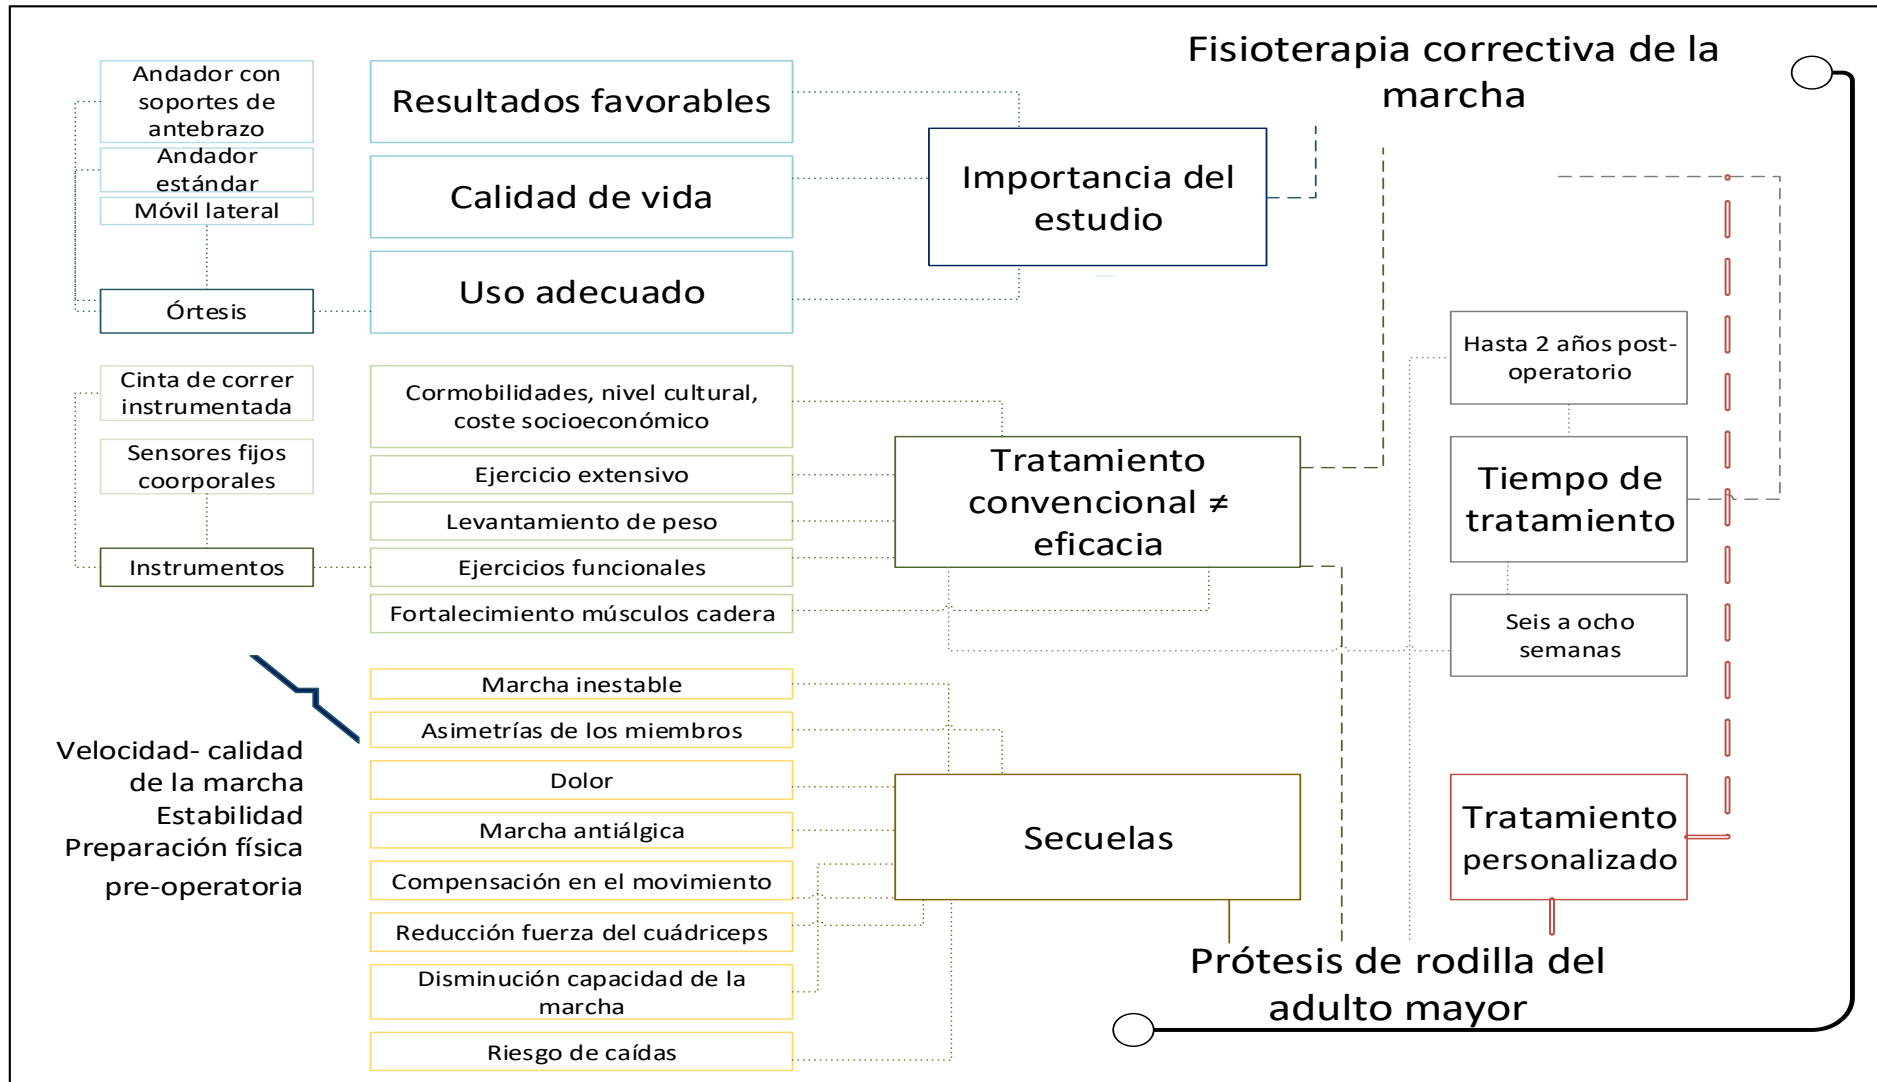 Fisioterapia correctiva de la
marcha
Andador con
soportes de
antebrazo
Andador
estándar
Móvil lateral
Órtesis
Resultados favorables
Calidad de vida
Uso adecuado
Importancia del
estudio
Cinta de correr
instrumentada
Sensores fijos
coorporales
Instrumentos
Cormobilidades, nivel cultural,
coste socioeconómico
Ejercicio extensivo
Levantamiento de peso
Ejercicios funcionales
Fortalecimiento músculos cadera
Tratamiento
convencional ≠
eficacia
Hasta 2 años post-
operatorio
Tiempo de
tratamiento
Seis a ocho
semanas
Velocidad- calidad
de la marcha
Estabilidad
Preparación física
pre-operatoria
Marcha inestable
Asimetrías de los miembros
Dolor
Marcha antiálgica
Compensación en el movimiento
Reducción fuerza del cuádriceps
Disminución capacidad de la
marcha
Riesgo de caídas
Secuelas
Tratamiento
personalizado
Prótesis de rodilla del
adulto mayor